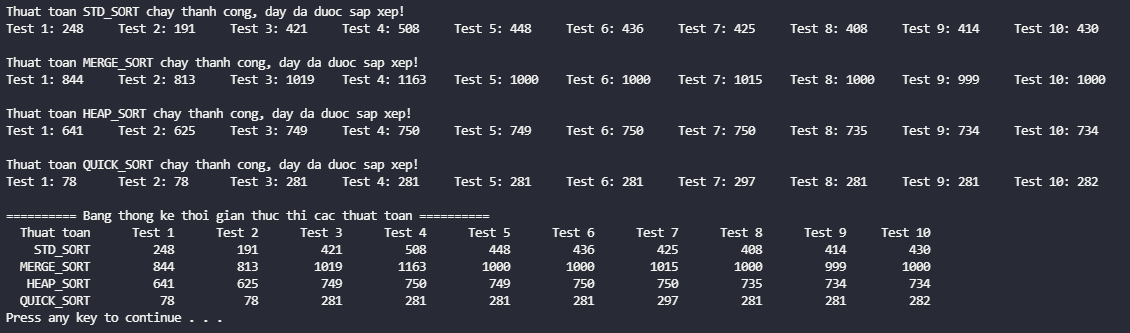 Thuat toan STD_SORT chay thanh cong, day da duoc sap xep!
Test 1: 248 Test 2: 191 Test 3: 421 Test 4: 508 Test 5: 448 Test 6: 436 Test 7: 425 Test 8: 408 Test 9: 414 Test 10: 430
Thuat toan MERGE_SORT chay thanh cong, day da duoc sap xep!
Test 1: 844 Test 2: 813 Test 3: 1019 Test 4: 1163 Test 5: 1000 Test 6: 1000 Test 7: 1015 Test 8: 1000 Test 9: 999 Test 10: 1000
Thuat toan HEAP_SORT chay thanh cong, day da duoc sap xep!
Test 1: 641 Test 2: 625 Test 3: 749 Test 4: 750 Test 5: 749 Test 6: 750 Test 7: 750 Test 8: 735 Test 9: 734 Test 10: 734
Thuat toan QUICK_SORT chay thanh cong, day da duoc sap xep!
Test 1: 78 Test 2: 78 Test 3: 281 Test 4: 281 Test 5: 281 Test 6: 281 Test 7: 297 Test 8: 281 Test 9: 281 Test 10: 282
========== Bang thong ke thoi gian thuc thi cac thuat toan ==========
Thuat toan Test 1 Test 2 Test 3 Test 4 Test 5 Test 6 Test 7 Test 8 Test 9 Test 10
STD_SORT 248 191 421 508 448 436 425 408 414 430
MERGE_SORT 844 813 1019 1163 1000 1000 1015 1000 999 1000
HEAP_SORT 641 625 749 750 749 750 750 735 734 734
QUICK_SORT 78 78 281 281 281 281 297 281 281 282
Press any key to continue . . .